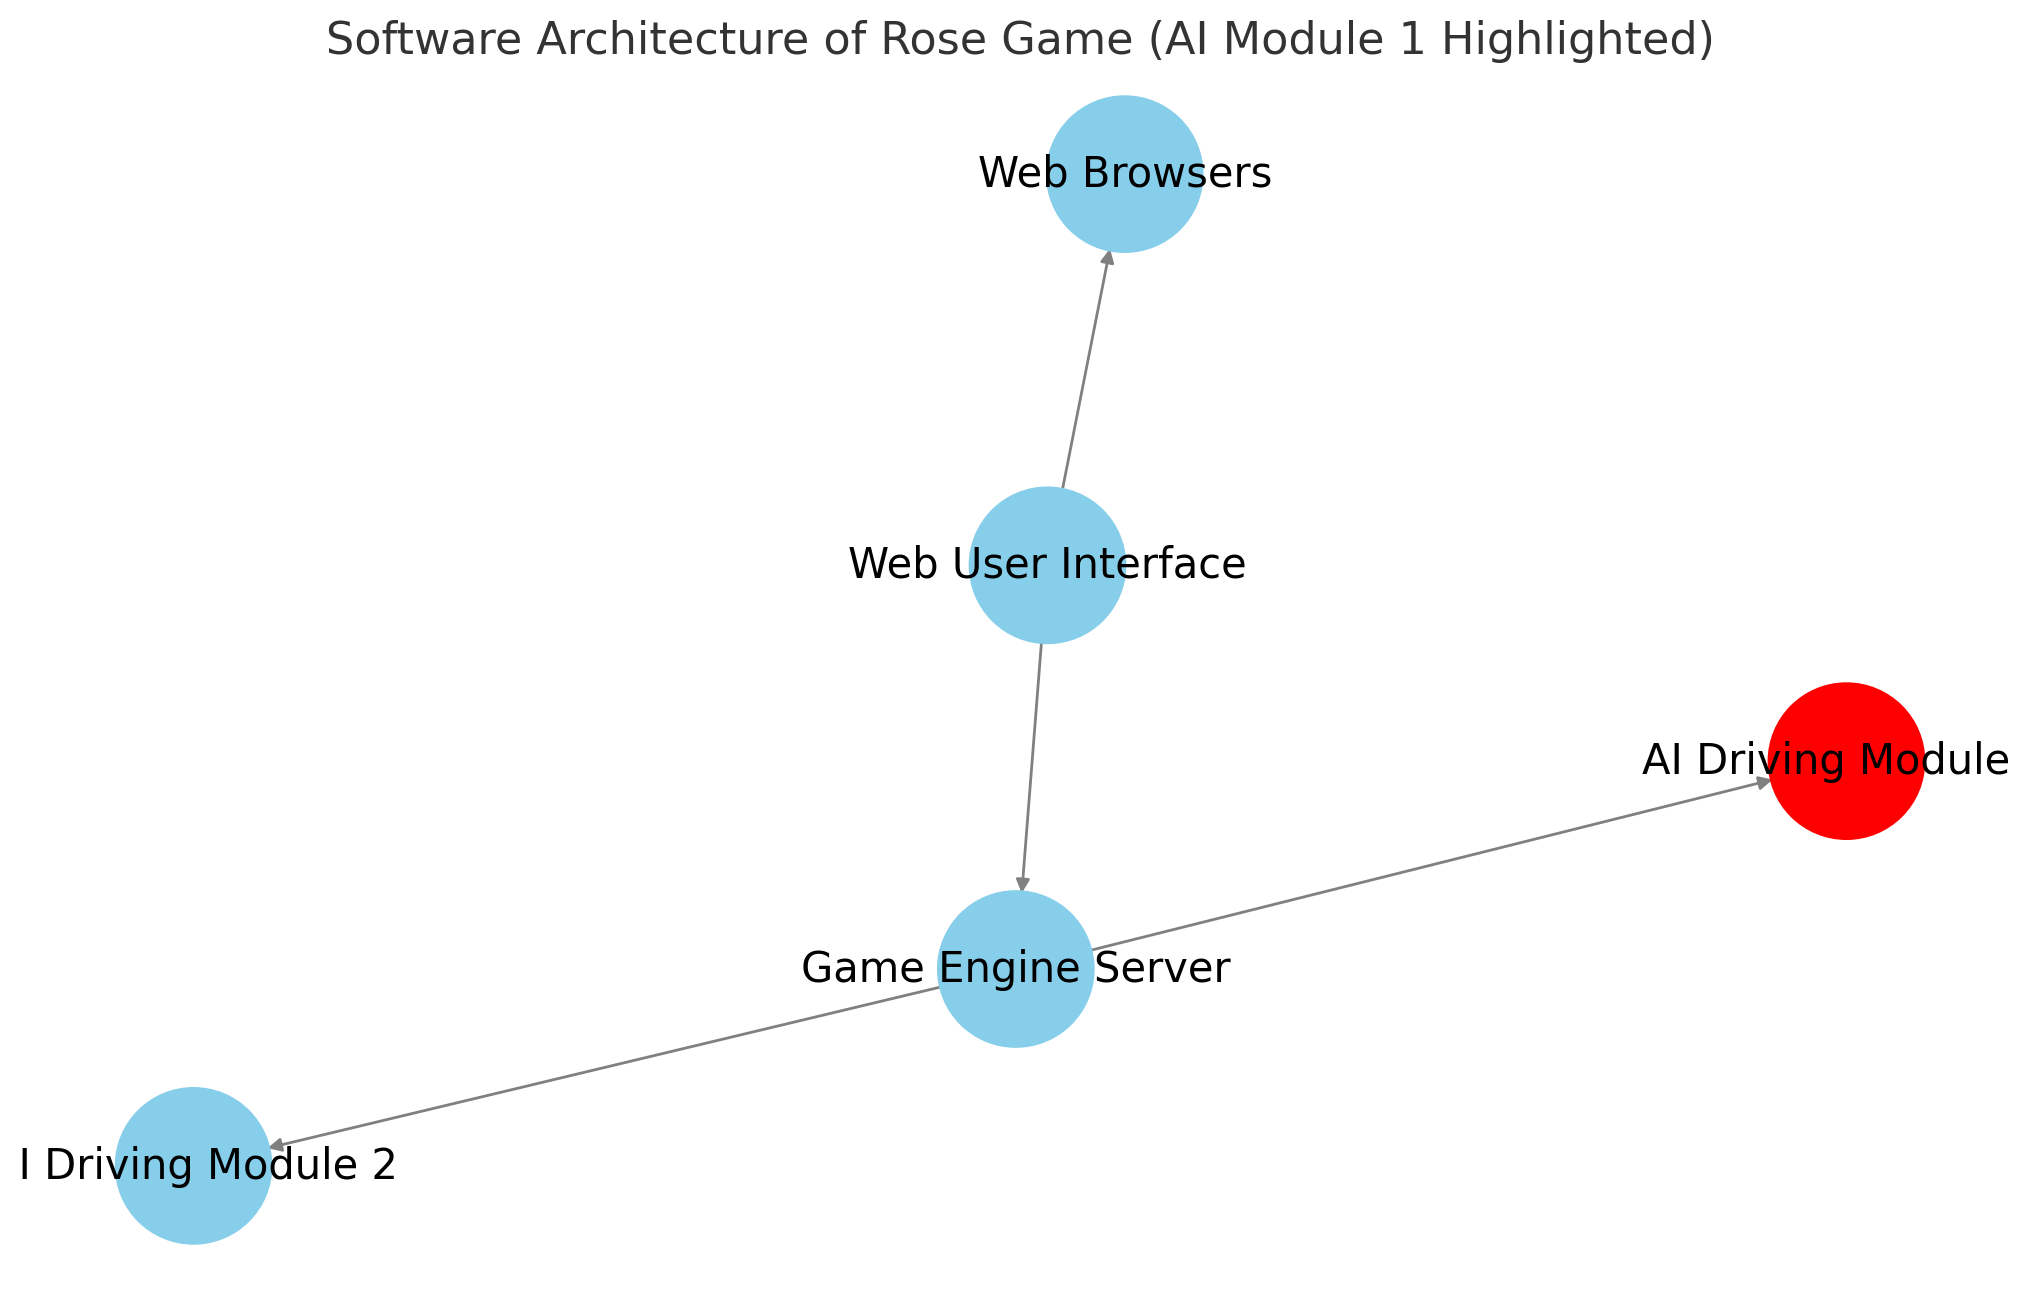 Software Architecture of Rose Game (AI Module 1 Highlighted)
Web Browsers
Web User Interface
AI Driving Module
Game Engine Server
I Driving Module 2